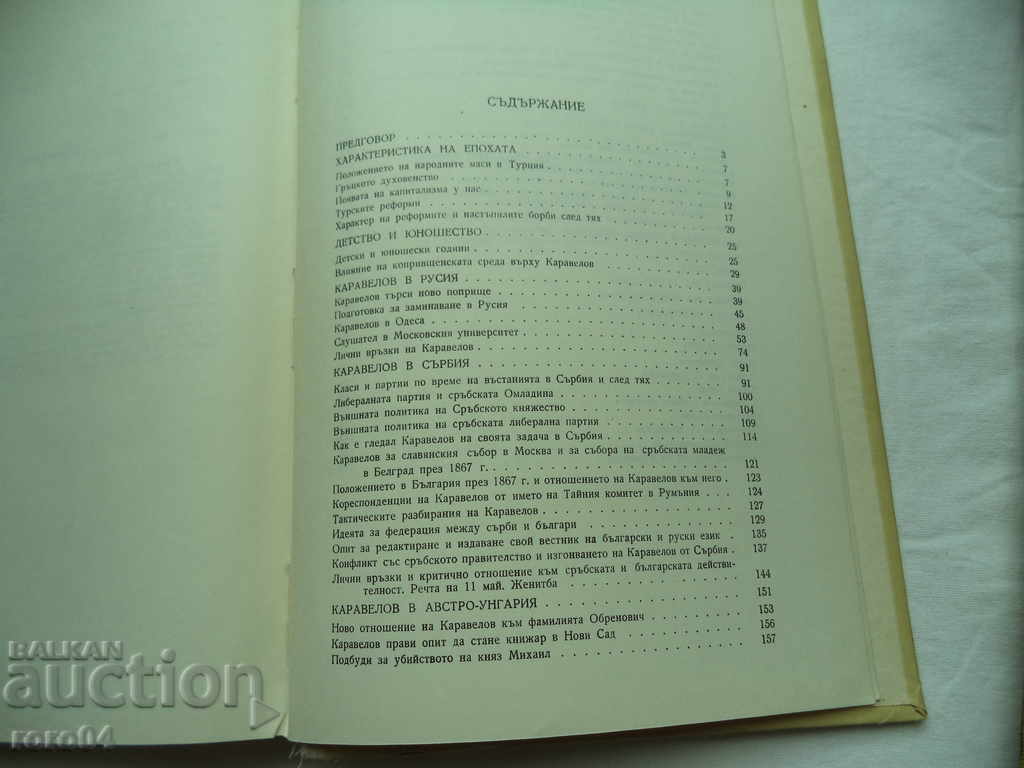 СЪДЪРЖАНИЕ
ПРЕДГОВОР . . . 3
ХАРАКТЕРИСТИКА НА ЕПОХАТА . . . 7
Положението на народните маси в Турция . . . 7
Гръцкото духовенство . . . 9
Появата на капитализма у нас . . . 12
Турските реформи . . . 17
Характер на реформите и настъпилите борби след тях . . . 20
ДЕТСТВО И ЮНОШЕСТВО . . . 25
Детски и юношески години . . . 25
Влияние на копривщенската среда върху Каравелов . . . 29
КАРАВЕЛОВ В РУСИЯ . . . 39
Каравелов търси ново поприще . . . 39
Подготовка за заминаване в Русия . . . 45
Каравелов в Одеса . . . 48
Слушател в Московския университет . . . 53
Лични връзки на Каравелов . . . 74
КАРАВЕЛОВ В СЪРБИЯ . . . 91
Класи и партии по време на въстанията в Сърбия и след тях . . . 91
Либералната партия и сръбската Омладина . . . 100
Външната политика на Сръбското княжество . . . 104
Външната политика на сръбската либерална партия . . . 109
Как е гледал Каравелов на своята задача в Сърбия . . . 114
Каравелов за славянския събор в Москва и за събора на сръбската младеж
в Белград през 1867 г. . . . 121
Положението в България през 1867 г. и отношението на Каравелов към него . 123
Кореспонденции на Каравелов от името на Тайния комитет в Румъния . . . 124
Тактическите разбирания на Каравелов . . . 127
Идеята за федерация между сърби и българи . . . 129
Опит за редактиране и издаване свой вестник на български и руски език . 135
Конфликт със сръбското правителство и изгонването на Каравелов от Сърбия . 137
Лични връзки и критично отношение към сръбската и българската действи-
телност. Речта на 11 май. Женитба . . . 144
КАРАВЕЛОВ В АВСТРО-УНГАРИЯ . . . 151
Ново отношение на Каравелов към фамилията Обренович . . . 153
Каравелов прави опит да стане книжар в Нови Сад . . . 156
Подбуди за убийството на княз Михаил . . . 157
BALKAN
auction
roko04